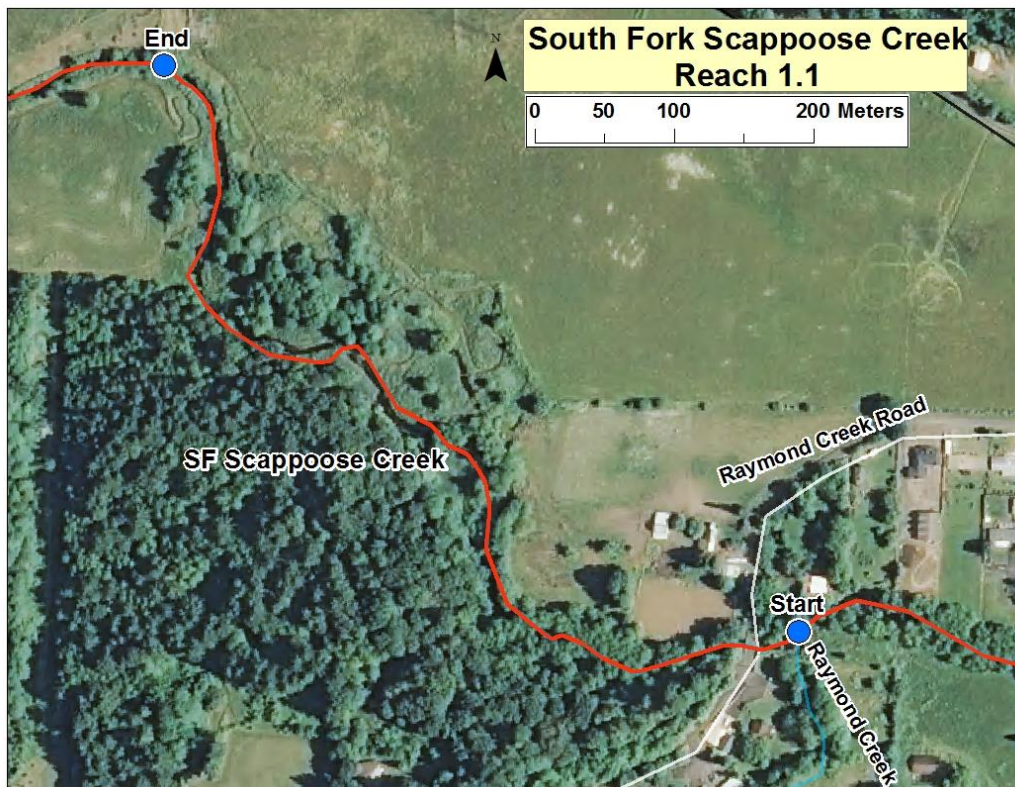 End
N
South Fork Scappoose Creek
Reach 1.1
0 50 100 200 Meters
Raymond Creek Road
SF Scappoose Creek
Start
Raymond Creek